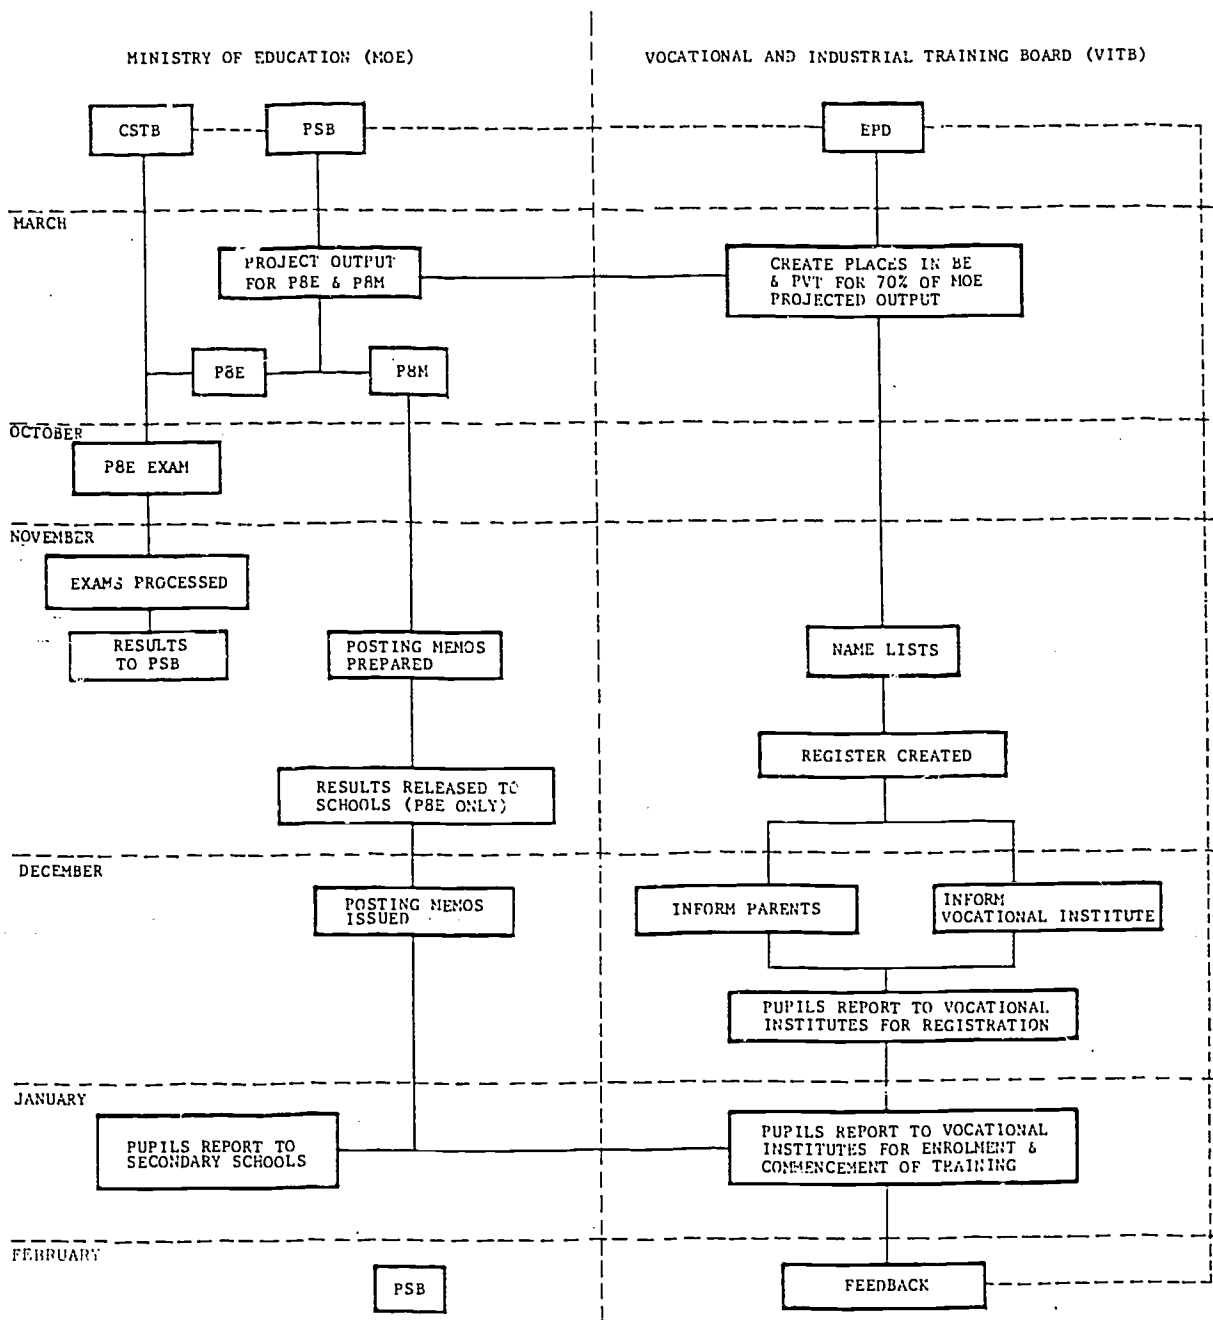 MINISTRY OF EDUCATION (MOE)
VOCATIONAL AND INDUSTRIAL TRAINING BOARD (VITB)
CSTB
PSB
EPD
MARCH
PROJECT OUTPUT
FOR P8E & P8M
CREATE PLACES IN BE
& PVT FOR 70% OF MOE
PROJECTED OUTPUT
P8E
P8M
OCTOBER
P8E EXAM
NOVEMBER
EXAMS PROCESSED
RESULTS
TO PSB
POSTING MEMOS
PREPARED
NAME LISTS
REGISTER CREATED
RESULTS RELEASED TO
SCHOOLS (P8E ONLY)
DECEMBER
POSTING MEMOS
ISSUED
INFORM PARENTS
INFORM
VOCATIONAL INSTITUTE
PUPILS REPORT TO VOCATIONAL
INSTITUTES FOR REGISTRATION
JANUARY
PUPILS REPORT TO
SECONDARY SCHOOLS
PUPILS REPORT TO VOCATIONAL
INSTITUTES FOR ENROLMENT &
COMMENCEMENT OF TRAINING
FEBRUARY
PSB
FEEDBACK